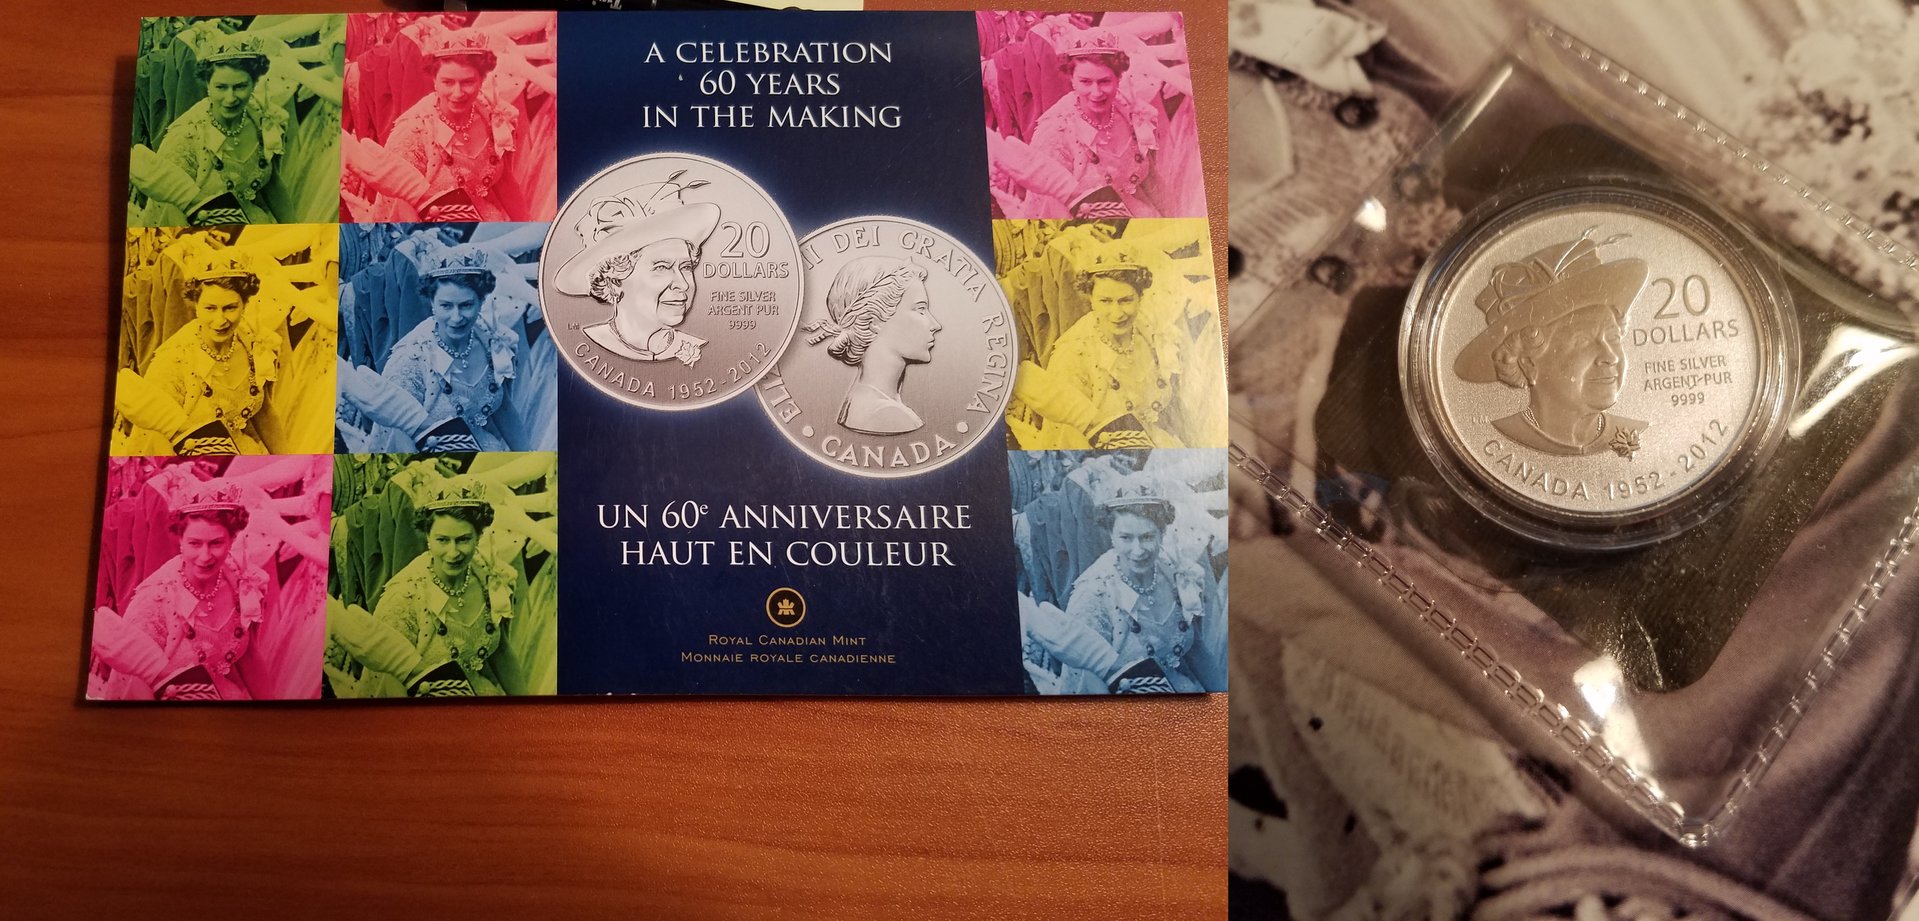 A CELEBRATION
60 YEARS
IN THE MAKING
20
DOLLARS
FINE SILVER
ARGENT PUR
9999
CANADA 1952-2012
II DEI GRATIA REGINA
ELIZ
• CANADA •
UN 60e ANNIVERSAIRE
HAUT EN COULEUR
ROYAL CANADIAN MINT
MONNAIE ROYALE CANADIENNE
20
DOLLARS
FINE SILVER
ARGENT PUR
9999
CANADA 1952-2012